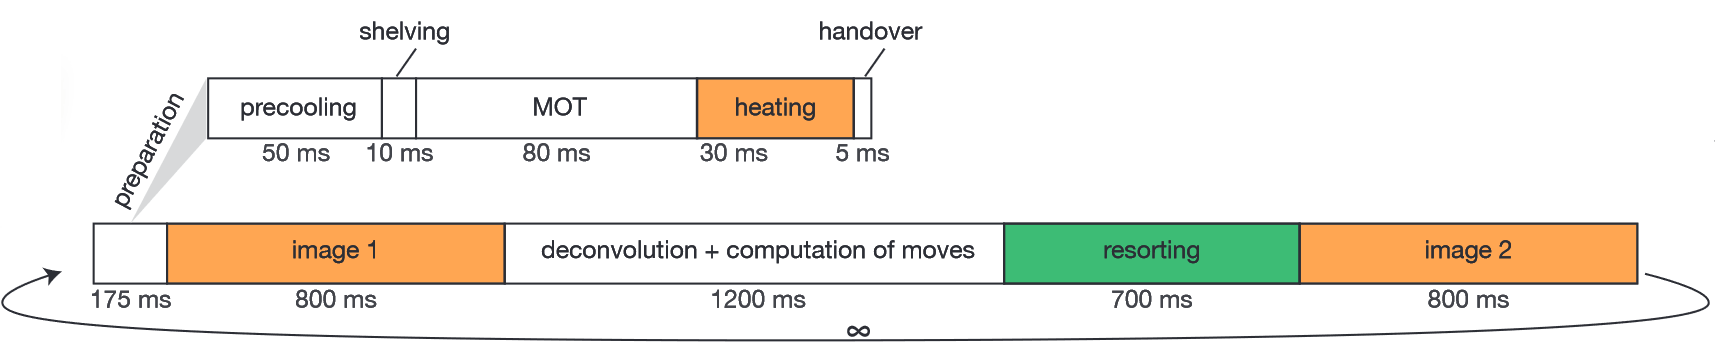 shelving
handover
preparation
precooling
MOT
heating
50 ms
10 ms
80 ms
30 ms
5 ms
image 1
deconvolution + computation of moves
resorting
image 2
175 ms
800 ms
1200 ms
700 ms
800 ms
∞